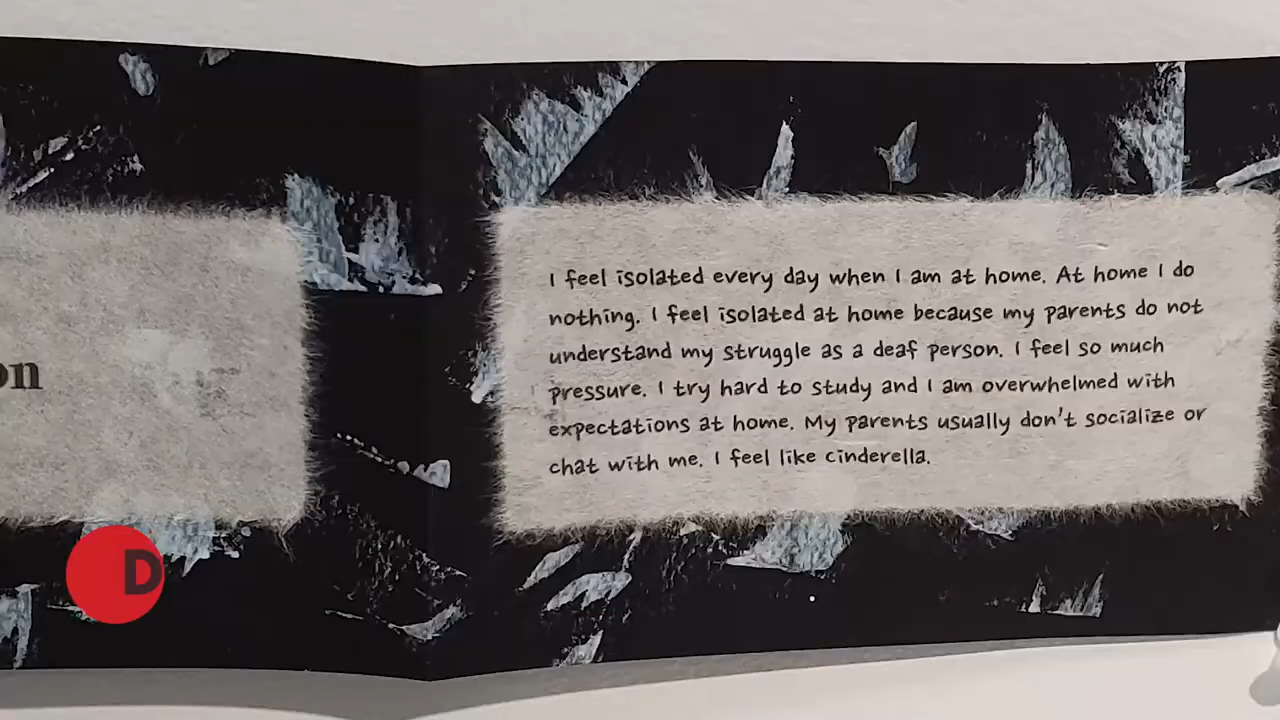 on
I feel isolated every day when I am at home. At home I do
nothing. I feel isolated at home because my parents do not
understand my struggle as a deaf person. I feel so much
pressure. I try hard to study and I am overwhelmed with
expectations at home. My parents usually don't socialize or
chat with me. I feel like cinderella.
D